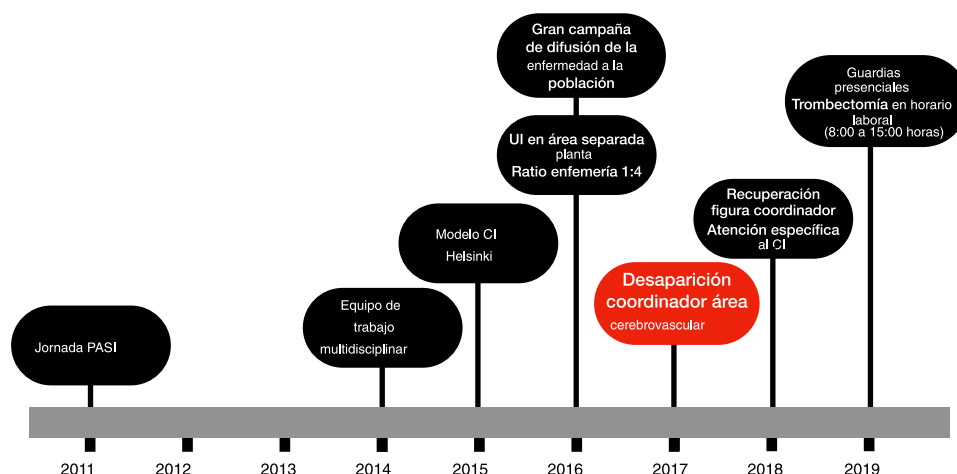 Gran campaña
de difusión de la
enfermedad a la
población
Guardias
presenciales
Trombectomía en horario
laboral
(8:00 a 15:00 horas)
UI en área separada
planta
Ratio enfemería 1:4
Recuperación
figura coordinador
Atención específica
al CI
Modelo CI
Helsinki
Desaparición
coordinador área
cerebrovascular
Equipo de
trabajo
multidisciplinar
Jornada PASI
2011 2012 2013 2014 2015 2016 2017 2018 2019